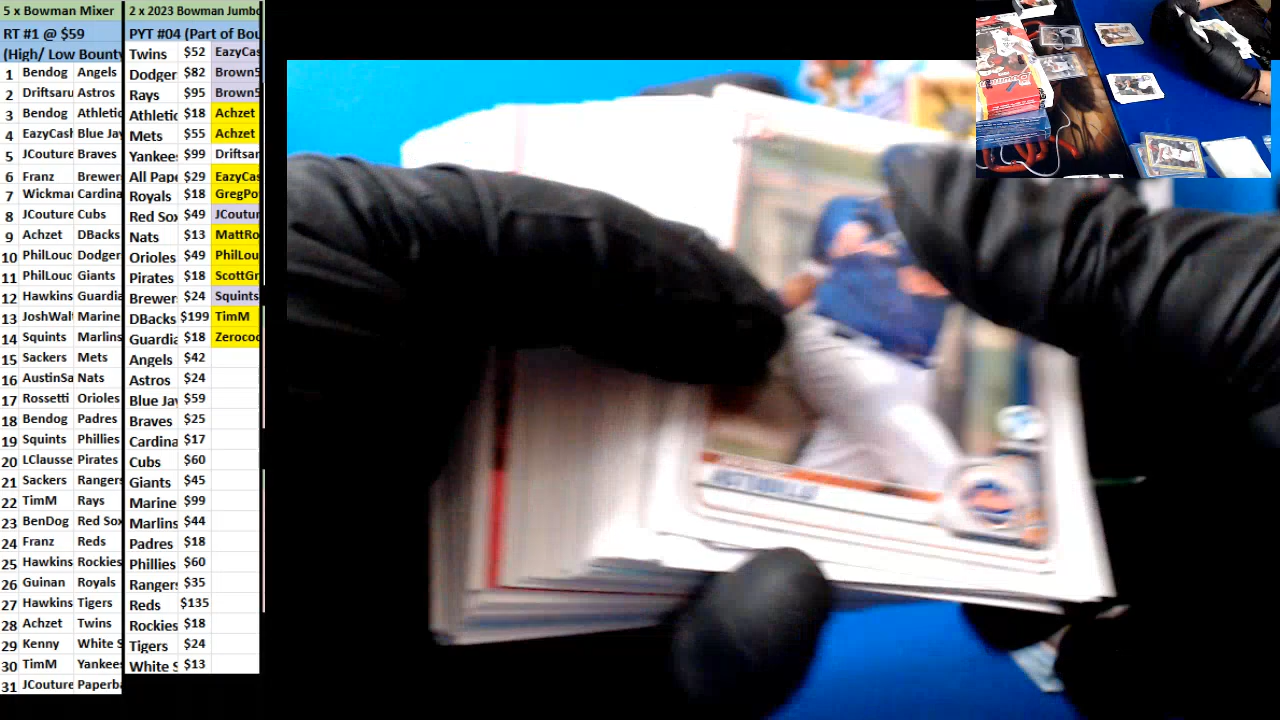 5 x Bowman Mixer
RT #1 @ $59
(High/ Low Bounty
1 Bendog Angels
2 Driftsaru Astros
3 Bendog Athletic
4 EazyCash Blue Jay
5 JCouture Braves
6 Franz Brewer
7 Wickmar Cardina
8 JCouture Cubs
9 Achzet DBacks
10 PhilLouc Dodger
11 PhilLouc Giants
12 Hawkins Guardia
13 JoshWal Marine
14 Squints Marlins
15 Sackers Mets
16 AustinSa Nats
17 Rossetti Orioles
18 Bendog Padres
19 Squints Phillies
20 LClausse Pirates
21 Sackers Rangers
22 TimM Rays
23 BenDog Red Sox
24 Franz Reds
25 Hawkins Rockies
26 Guinan Royals
27 Hawkins Tigers
28 Achzet Twins
29 Kenny White S
30 TimM Yankee
31 JCouture Paperba
2 x 2023 Bowman Jumbo
PYT #04 (Part of Bou
Twins $52 EazyCas
Dodger $82 Brown5
Rays $95 Brown5
Athletic $18 Achzet
Mets $55 Achzet
Yankee $99 Driftsar
All Pape $29 EazyCas
Royals $18 GregPo
Red Sox $49 JCoutur
Nats $13 MattRo
Orioles $49 PhilLou
Pirates $18 ScottGr
Brewer $24 Squints
DBacks $199 TimM
Guardia $18 Zerocoo
Angels $42
Astros $24
Blue Jay $59
Braves $25
Cardina $17
Cubs $60
Giants $45
Marine $99
Marlins $44
Padres $18
Phillies $60
Rangers $35
Reds $135
Rockies $18
Tigers $24
White S $13